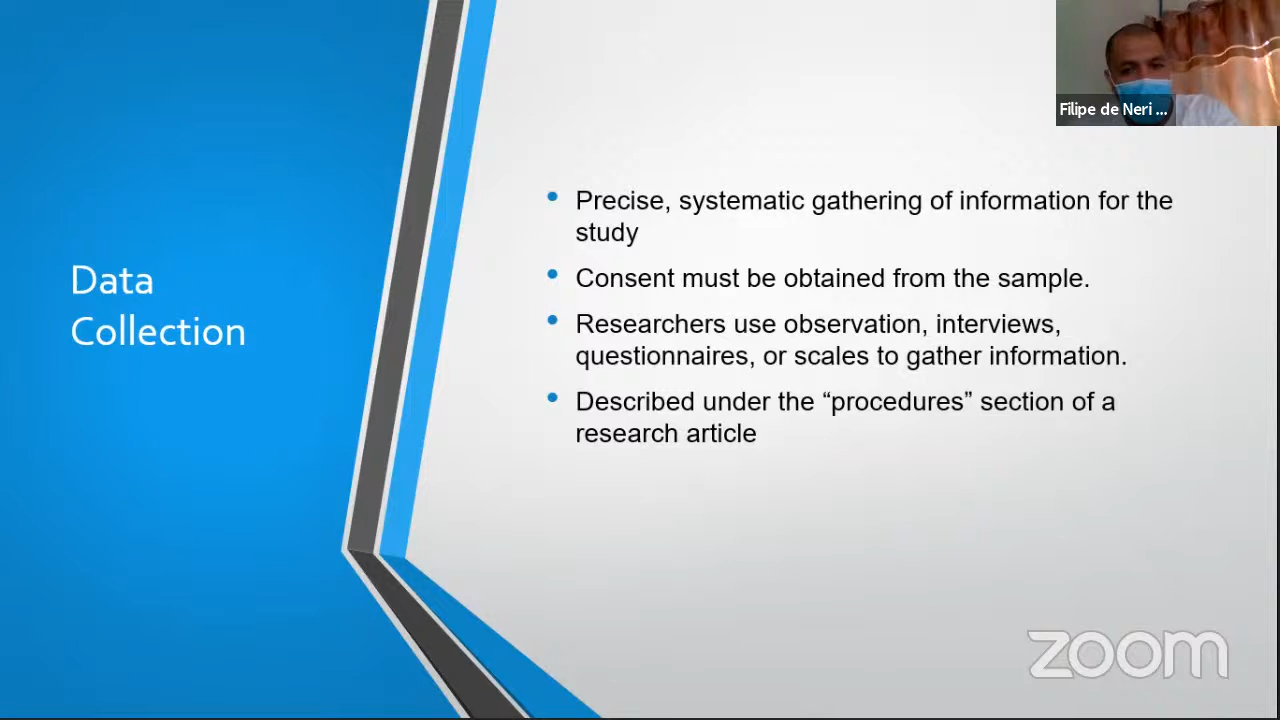 Filipe de Neri ...
Data
Collection
• Precise, systematic gathering of information for the
study
• Consent must be obtained from the sample.
• Researchers use observation, interviews,
questionnaires, or scales to gather information.
• Described under the “procedures” section of a
research article
zoom